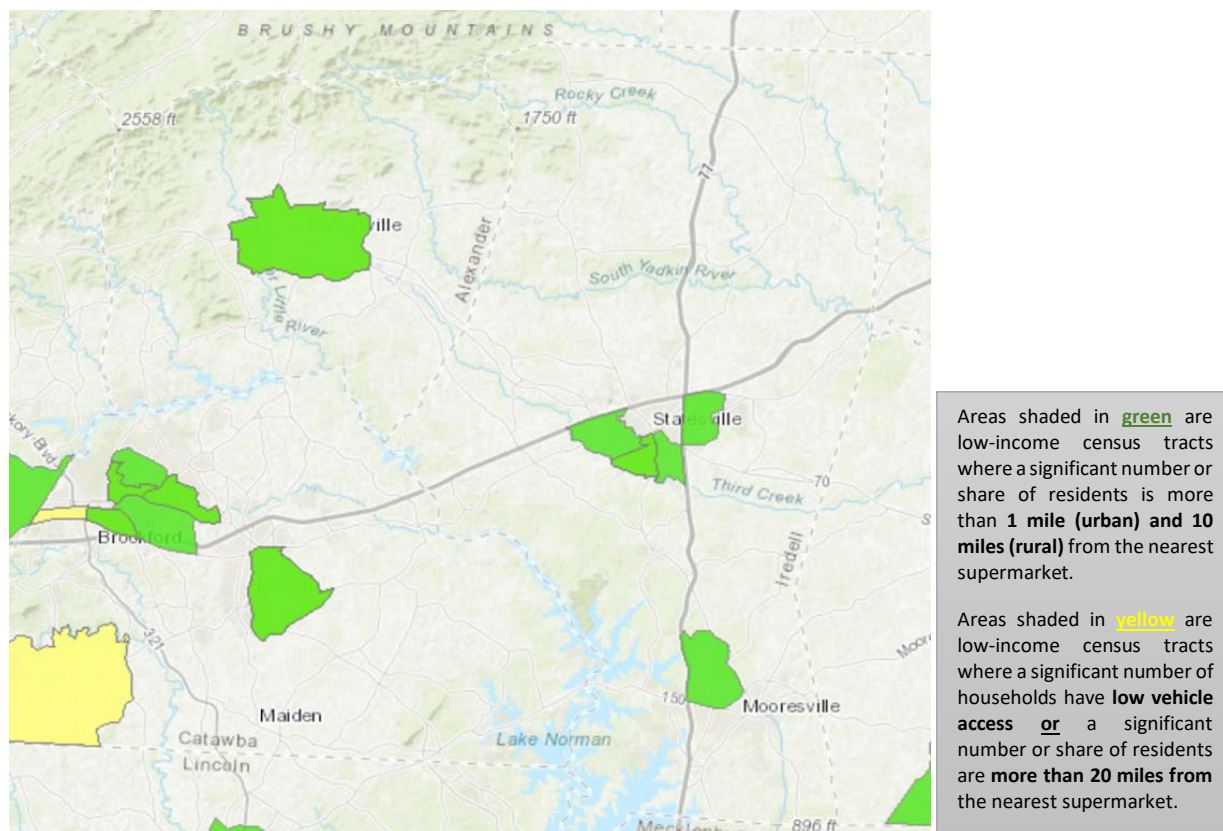 BRUSHY MOUNTAINS
Rocky Creek
2558 ft
1750 ft
77
ville
Alexander
South Yadkin River
Little
River
Statesville
Blvd
Third Creek
70
Brookford
Iredell
321
150
Mooresville
Maiden
Catawba
Lincoln
Lake Norman
896 ft
Areas shaded in green are
low-income census tracts
where a significant number or
share of residents is more
than 1 mile (urban) and 10
miles (rural) from the nearest
supermarket.
Areas shaded in yellow are
low-income census tracts
where a significant number of
households have low vehicle
access or a significant
number or share of residents
are more than 20 miles from
the nearest supermarket.